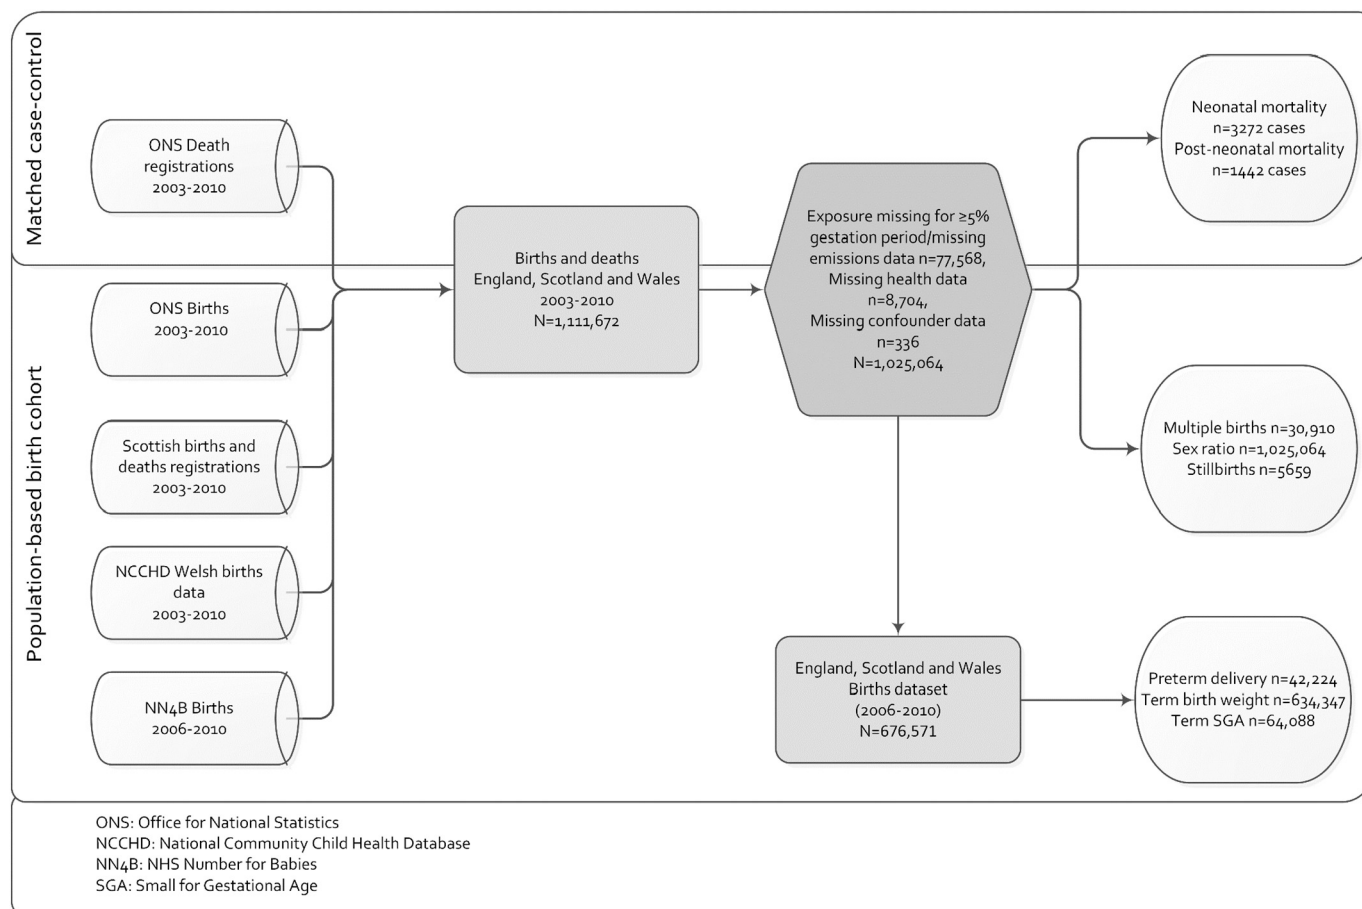 Matched case-control
ONS Death
registrations
2003-2010
Neonatal mortality
n=3272 cases
Post-neonatal mortality
n=1442 cases
Population-based birth cohort
ONS Births
2003-2010
Scottish births and
deaths registrations
2003-2010
NCCHD Welsh births
data
2003-2010
NN4B Births
2006-2010
Births and deaths
England, Scotland and Wales
2003-2010
N=1,111,672
Exposure missing for ≥5%
gestation period/missing
emissions data n=77,568,
Missing health data
n=8,704,
Missing confounder data
n=336
N=1,025,064
Multiple births n=30,910
Sex ratio n=1,025,064
Stillbirths n=5659
England, Scotland and Wales
Births dataset
(2006-2010)
N=676,571
Preterm delivery n=42,224
Term birth weight n=634,347
Term SGA n=64,088
ONS: Office for National Statistics
NCCHD: National Community Child Health Database
NN4B: NHS Number for Babies
SGA: Small for Gestational Age